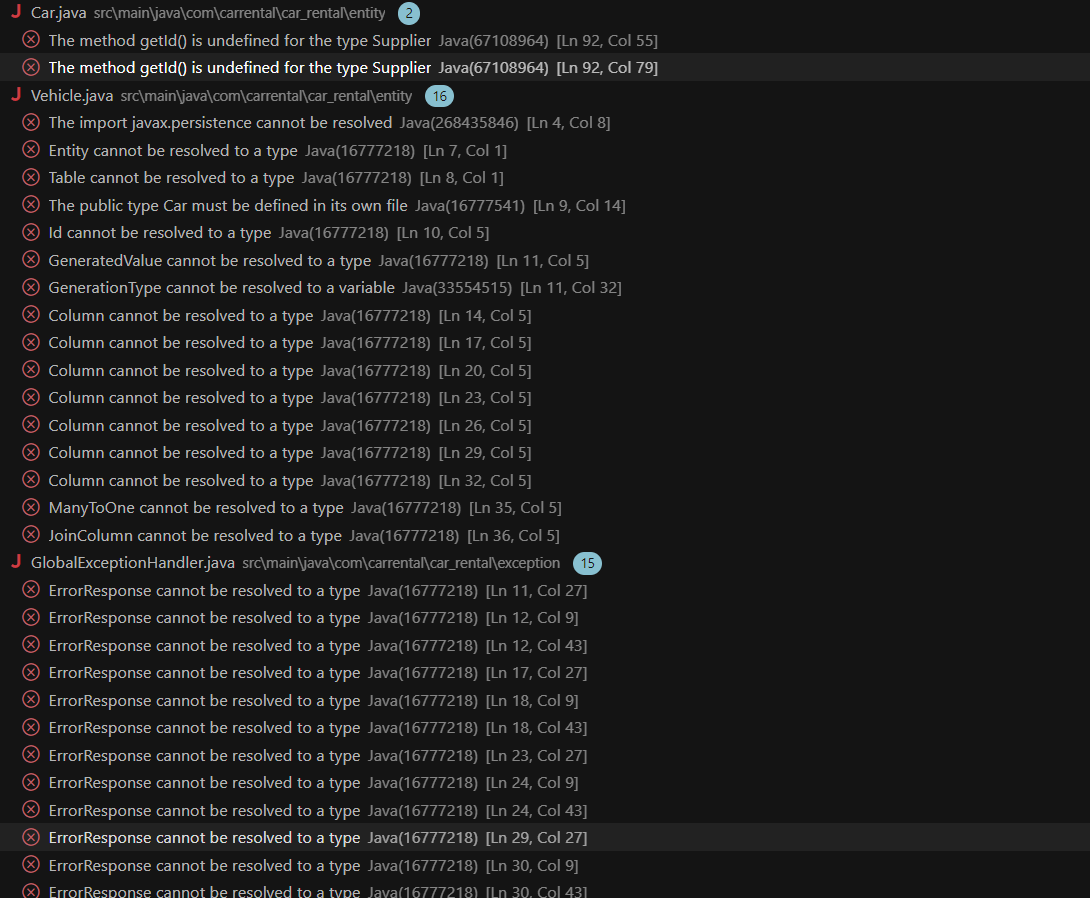 J Car.java src\main\java\com\carrental\car_rental\entity 2
The method getId() is undefined for the type Supplier Java(67108964) [Ln 92, Col 55]
The method getId() is undefined for the type Supplier Java(67108964) [Ln 92, Col 79]
J Vehicle.java src\main\java\com\carrental\car_rental\entity 16
The import javax.persistence cannot be resolved Java(268435846) [Ln 4, Col 8]
Entity cannot be resolved to a type Java(16777218) [Ln 7, Col 1]
Table cannot be resolved to a type Java(16777218) [Ln 8, Col 1]
The public type Car must be defined in its own file Java(16777541) [Ln 9, Col 14]
Id cannot be resolved to a type Java(16777218) [Ln 10, Col 5]
GeneratedValue cannot be resolved to a type Java(16777218) [Ln 11, Col 5]
GenerationType cannot be resolved to a variable Java(33554515) [Ln 11, Col 32]
Column cannot be resolved to a type Java(16777218) [Ln 14, Col 5]
Column cannot be resolved to a type Java(16777218) [Ln 17, Col 5]
Column cannot be resolved to a type Java(16777218) [Ln 20, Col 5]
Column cannot be resolved to a type Java(16777218) [Ln 23, Col 5]
Column cannot be resolved to a type Java(16777218) [Ln 26, Col 5]
Column cannot be resolved to a type Java(16777218) [Ln 29, Col 5]
Column cannot be resolved to a type Java(16777218) [Ln 32, Col 5]
ManyToOne cannot be resolved to a type Java(16777218) [Ln 35, Col 5]
JoinColumn cannot be resolved to a type Java(16777218) [Ln 36, Col 5]
J GlobalExceptionHandler.java src\main\java\com\carrental\car_rental\exception 15
ErrorResponse cannot be resolved to a type Java(16777218) [Ln 11, Col 27]
ErrorResponse cannot be resolved to a type Java(16777218) [Ln 12, Col 9]
ErrorResponse cannot be resolved to a type Java(16777218) [Ln 12, Col 43]
ErrorResponse cannot be resolved to a type Java(16777218) [Ln 17, Col 27]
ErrorResponse cannot be resolved to a type Java(16777218) [Ln 18, Col 9]
ErrorResponse cannot be resolved to a type Java(16777218) [Ln 18, Col 43]
ErrorResponse cannot be resolved to a type Java(16777218) [Ln 23, Col 27]
ErrorResponse cannot be resolved to a type Java(16777218) [Ln 24, Col 9]
ErrorResponse cannot be resolved to a type Java(16777218) [Ln 24, Col 43]
ErrorResponse cannot be resolved to a type Java(16777218) [Ln 29, Col 27]
ErrorResponse cannot be resolved to a type Java(16777218) [Ln 30, Col 9]
ErrorResponse cannot be resolved to a type Java(16777218) [Ln 30, Col 43]